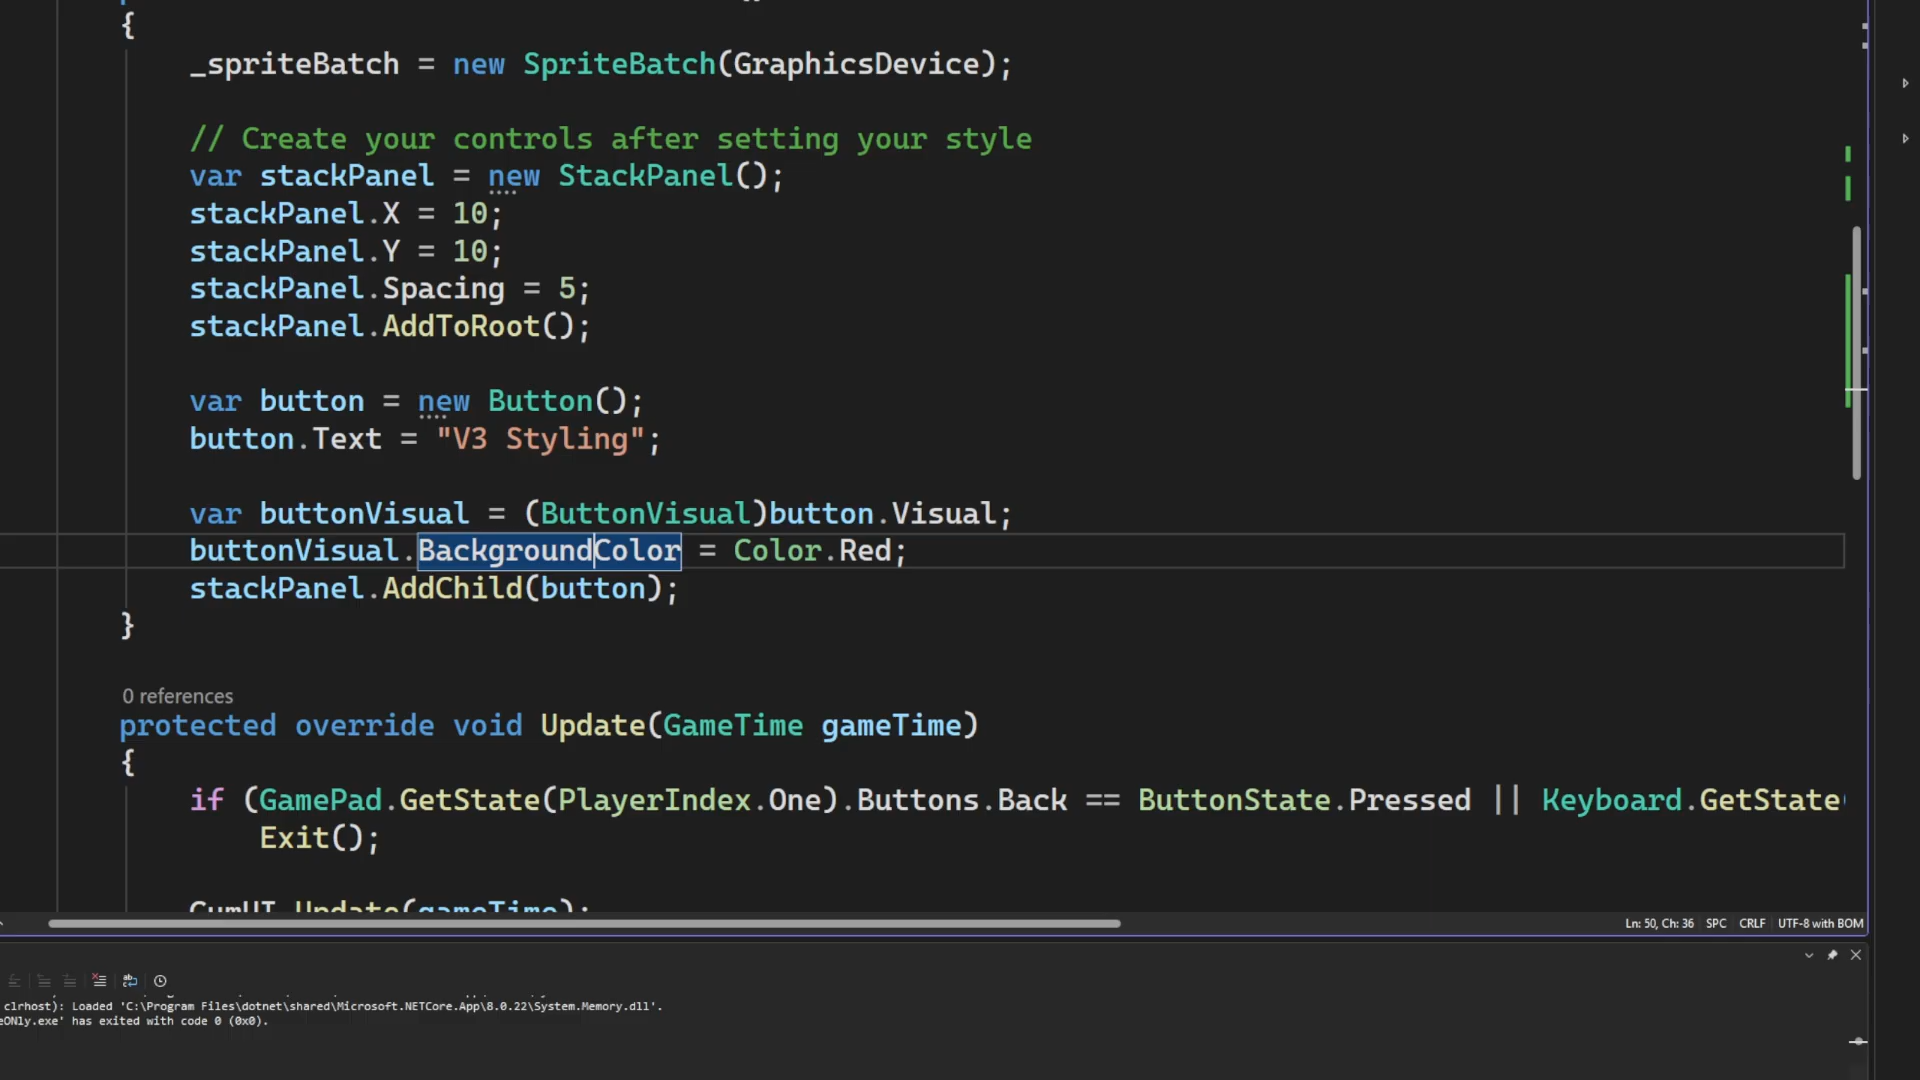 {
_spriteBatch = new SpriteBatch(GraphicsDevice);
// Create your controls after setting your style
var stackPanel = new StackPanel();
stackPanel.X = 10;
stackPanel.Y = 10;
stackPanel.Spacing = 5;
stackPanel.AddToRoot();
var button = new Button();
button.Text = "V3 Styling";
var buttonVisual = (ButtonVisual)button.Visual;
buttonVisual.BackgroundColor = Color.Red;
stackPanel.AddChild(button);
}
0 references
protected override void Update(GameTime gameTime)
{
if (GamePad.GetState(PlayerIndex.One).Buttons.Back == ButtonState.Pressed || Keyboard.GetState(
Exit();
GumUI.Update(gameTime);
Ln: 50, Ch: 36 SPC CRLF UTF-8 with BOM
clrhost): Loaded 'C:\Program Files\dotnet\shared\Microsoft.NETCore.App\8.0.22\System.Memory.dll'.
eONly.exe' has exited with code 0 (0x0).